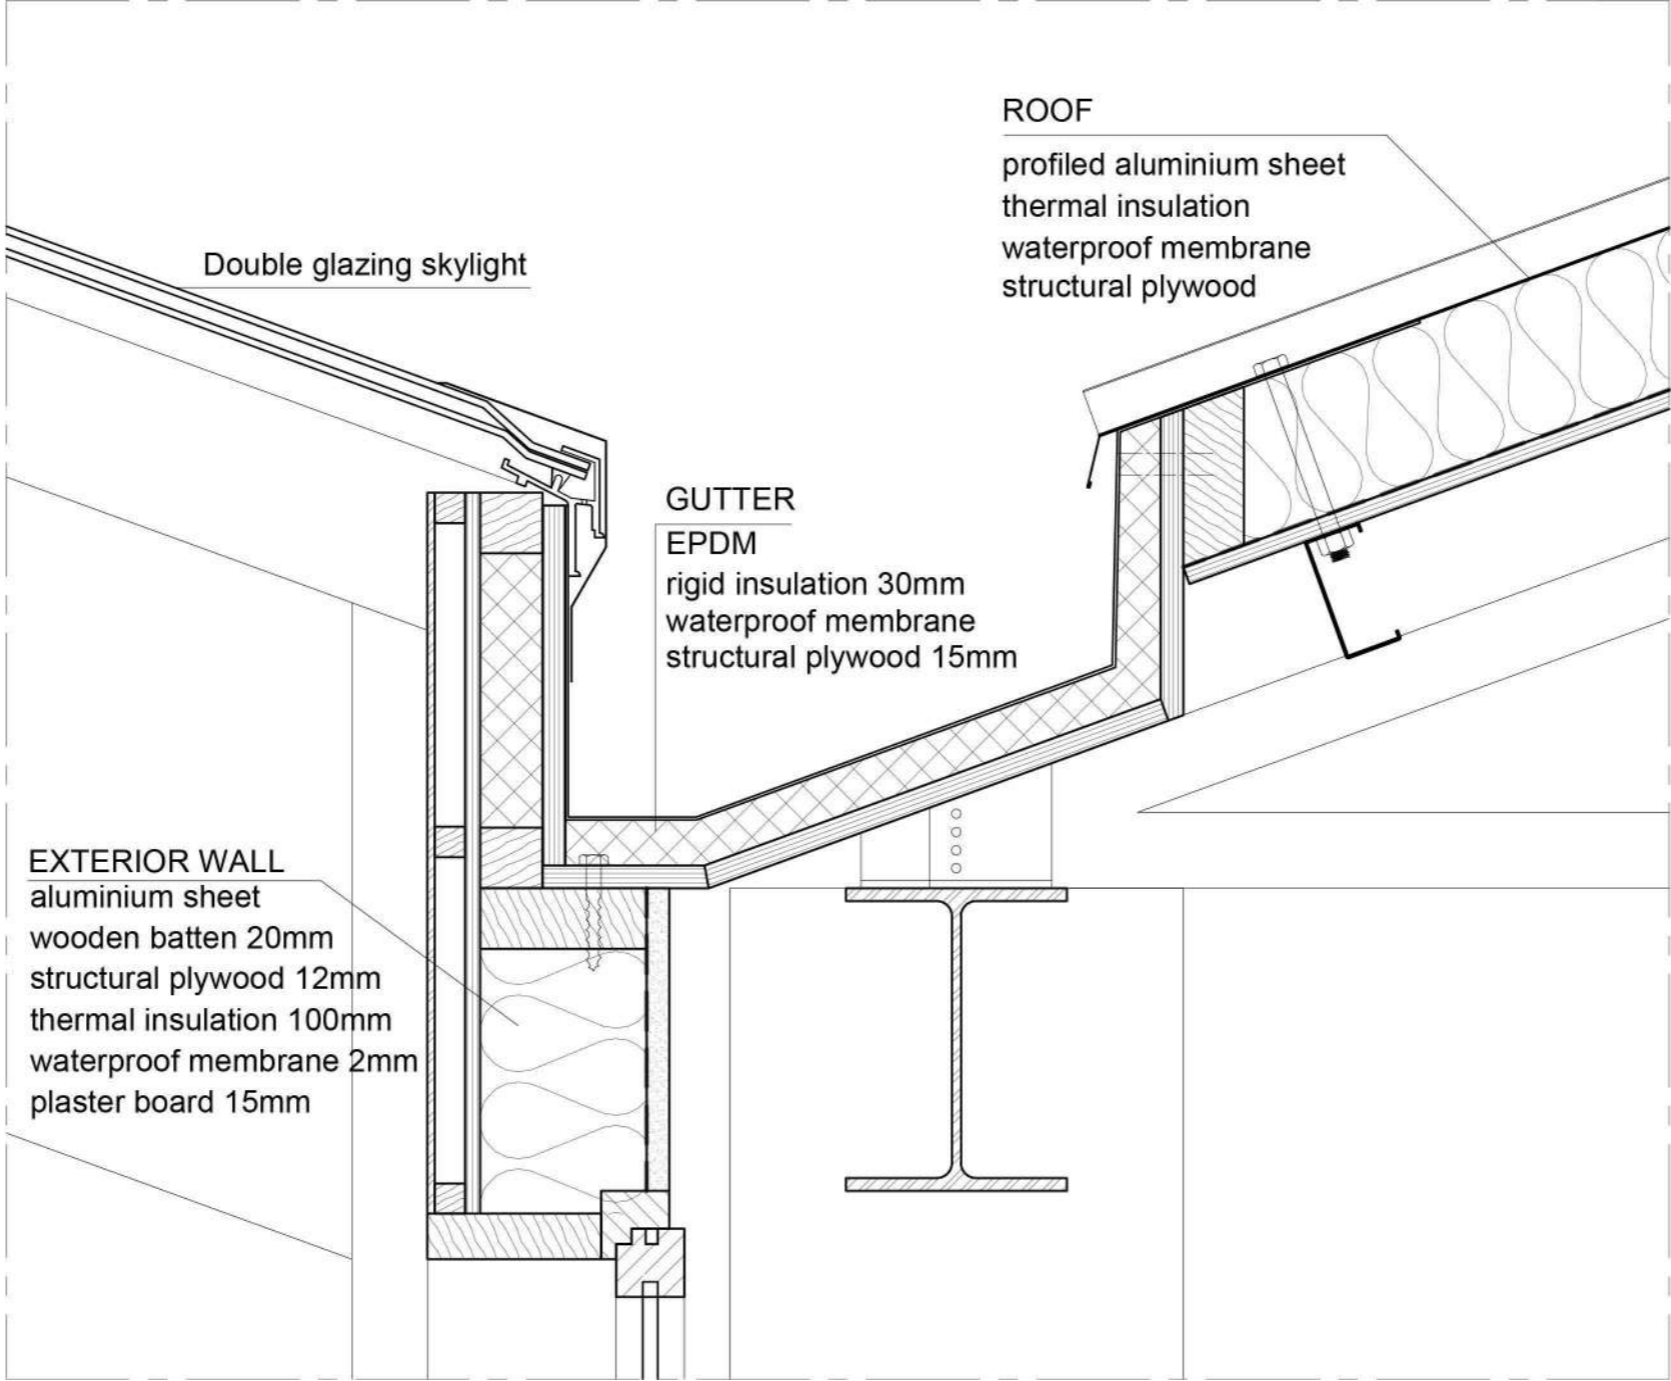 ROOF
profiled aluminium sheet
thermal insulation
waterproof membrane
structural plywood
Double glazing skylight
GUTTER
EPDM
rigid insulation 30mm
waterproof membrane
structural plywood 15mm
EXTERIOR WALL
aluminium sheet
wooden batten 20mm
structural plywood 12mm
thermal insulation 100mm
waterproof membrane 2mm
plaster board 15mm